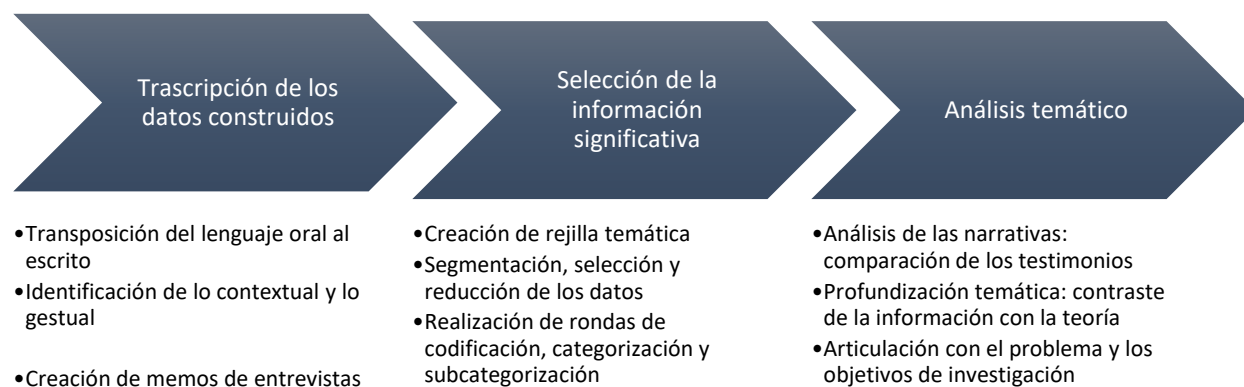 Trascripción de los
datos construidos
Selección de la
información
significativa
Análisis temático
•Transposición del lenguaje oral al
escrito
•Identificación de lo contextual y lo
gestual
•Creación de memos de entrevistas
•Creación de rejilla temática
•Segmentación, selección y
reducción de los datos
•Realización de rondas de
codificación, categorización y
subcategorización
•Análisis de las narrativas:
comparación de los testimonios
•Profundización temática: contraste
de la información con la teoría
•Articulación con el problema y los
objetivos de investigación